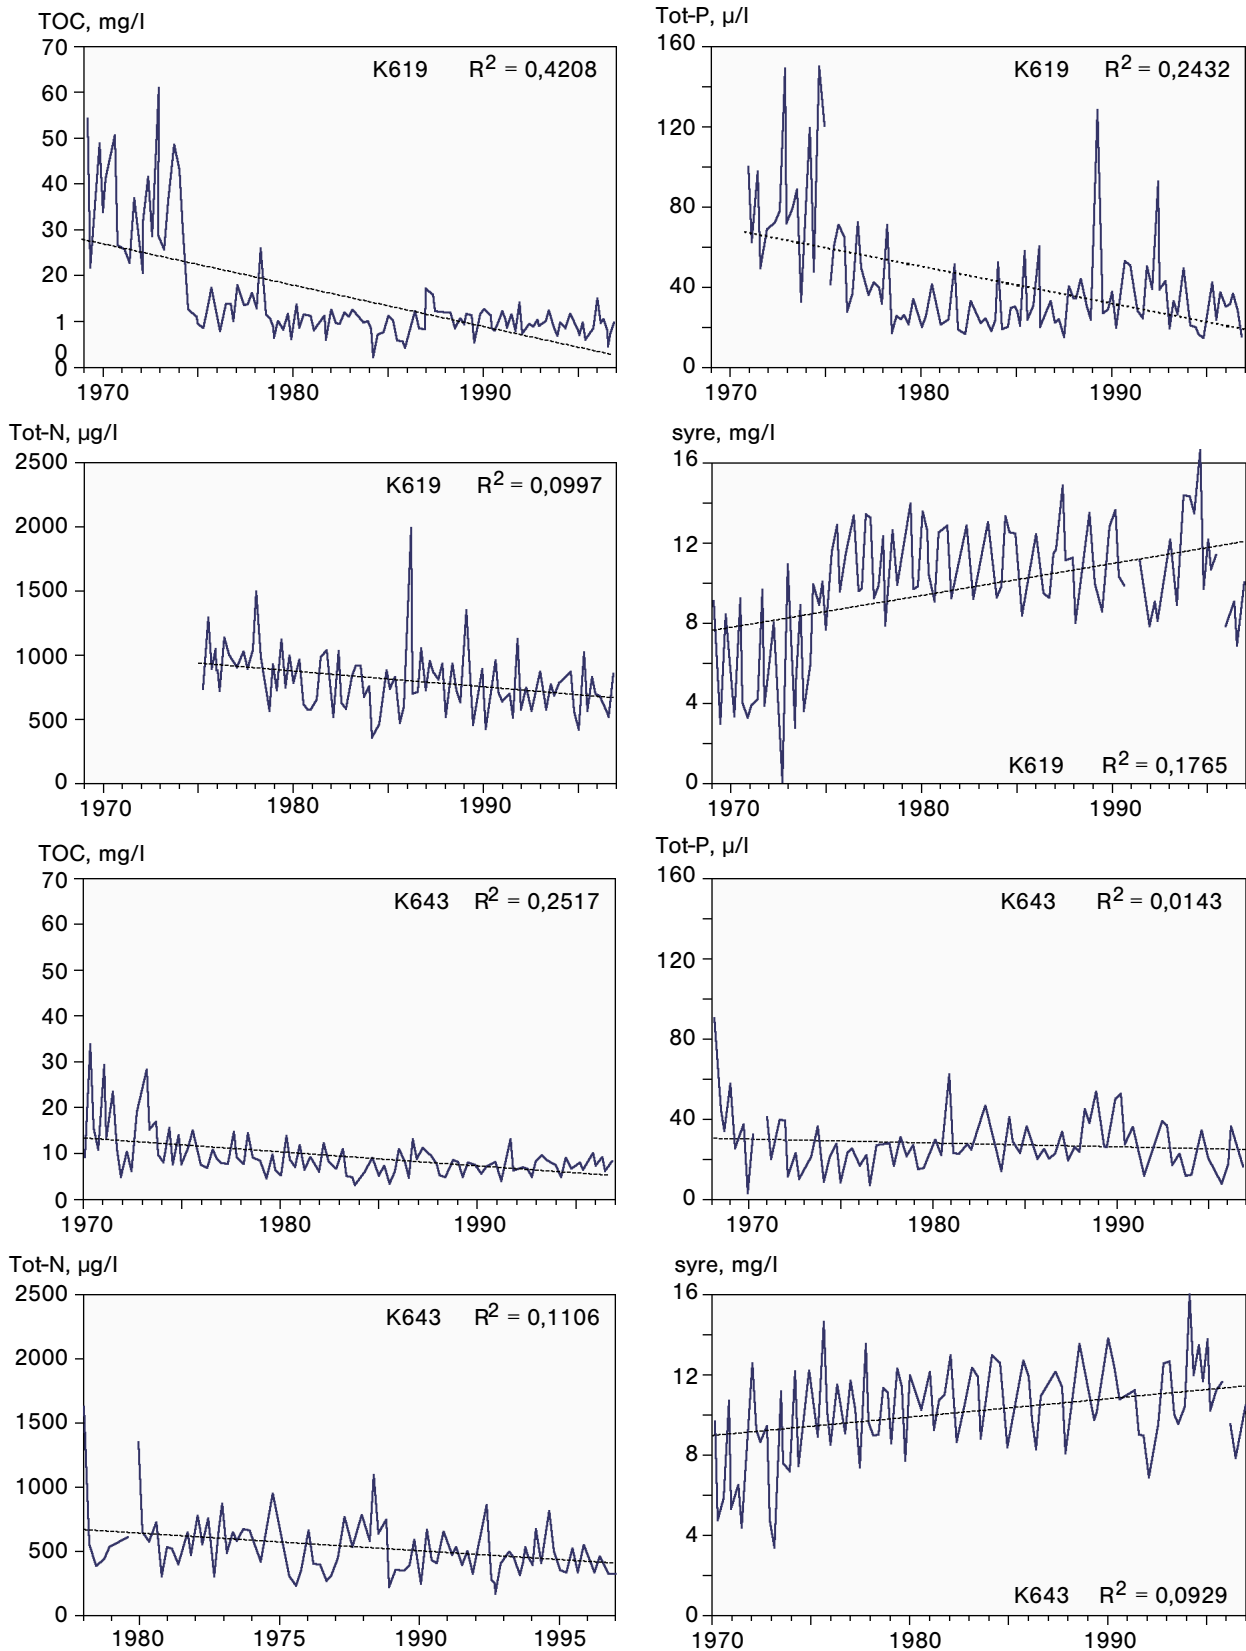 TOC, mg/l
K619 R² = 0,4208
70
60
50
40
30
20
1
0
0
1970 1980 1990
Tot-P, µ/l
K619 R² = 0,2432
160
120
80
40
0
1970 1980 1990
Tot-N, µg/l
K619 R² = 0,0997
2500
2000
1500
1000
500
0
1970 1980 1990
syre, mg/l
16
12
8
4
0
K619 R² = 0,1765
1970 1980 1990
TOC, mg/l
K643 R² = 0,2517
70
60
50
40
30
20
10
0
1970 1980 1990
Tot-P, µ/l
K643 R² = 0,0143
160
120
80
40
0
1970 1980 1990
Tot-N, µg/l
K643 R² = 0,1106
2500
2000
1500
1000
500
0
1980 1975 1990 1995
syre, mg/l
16
12
8
4
0
K643 R² = 0,0929
1970 1980 1990